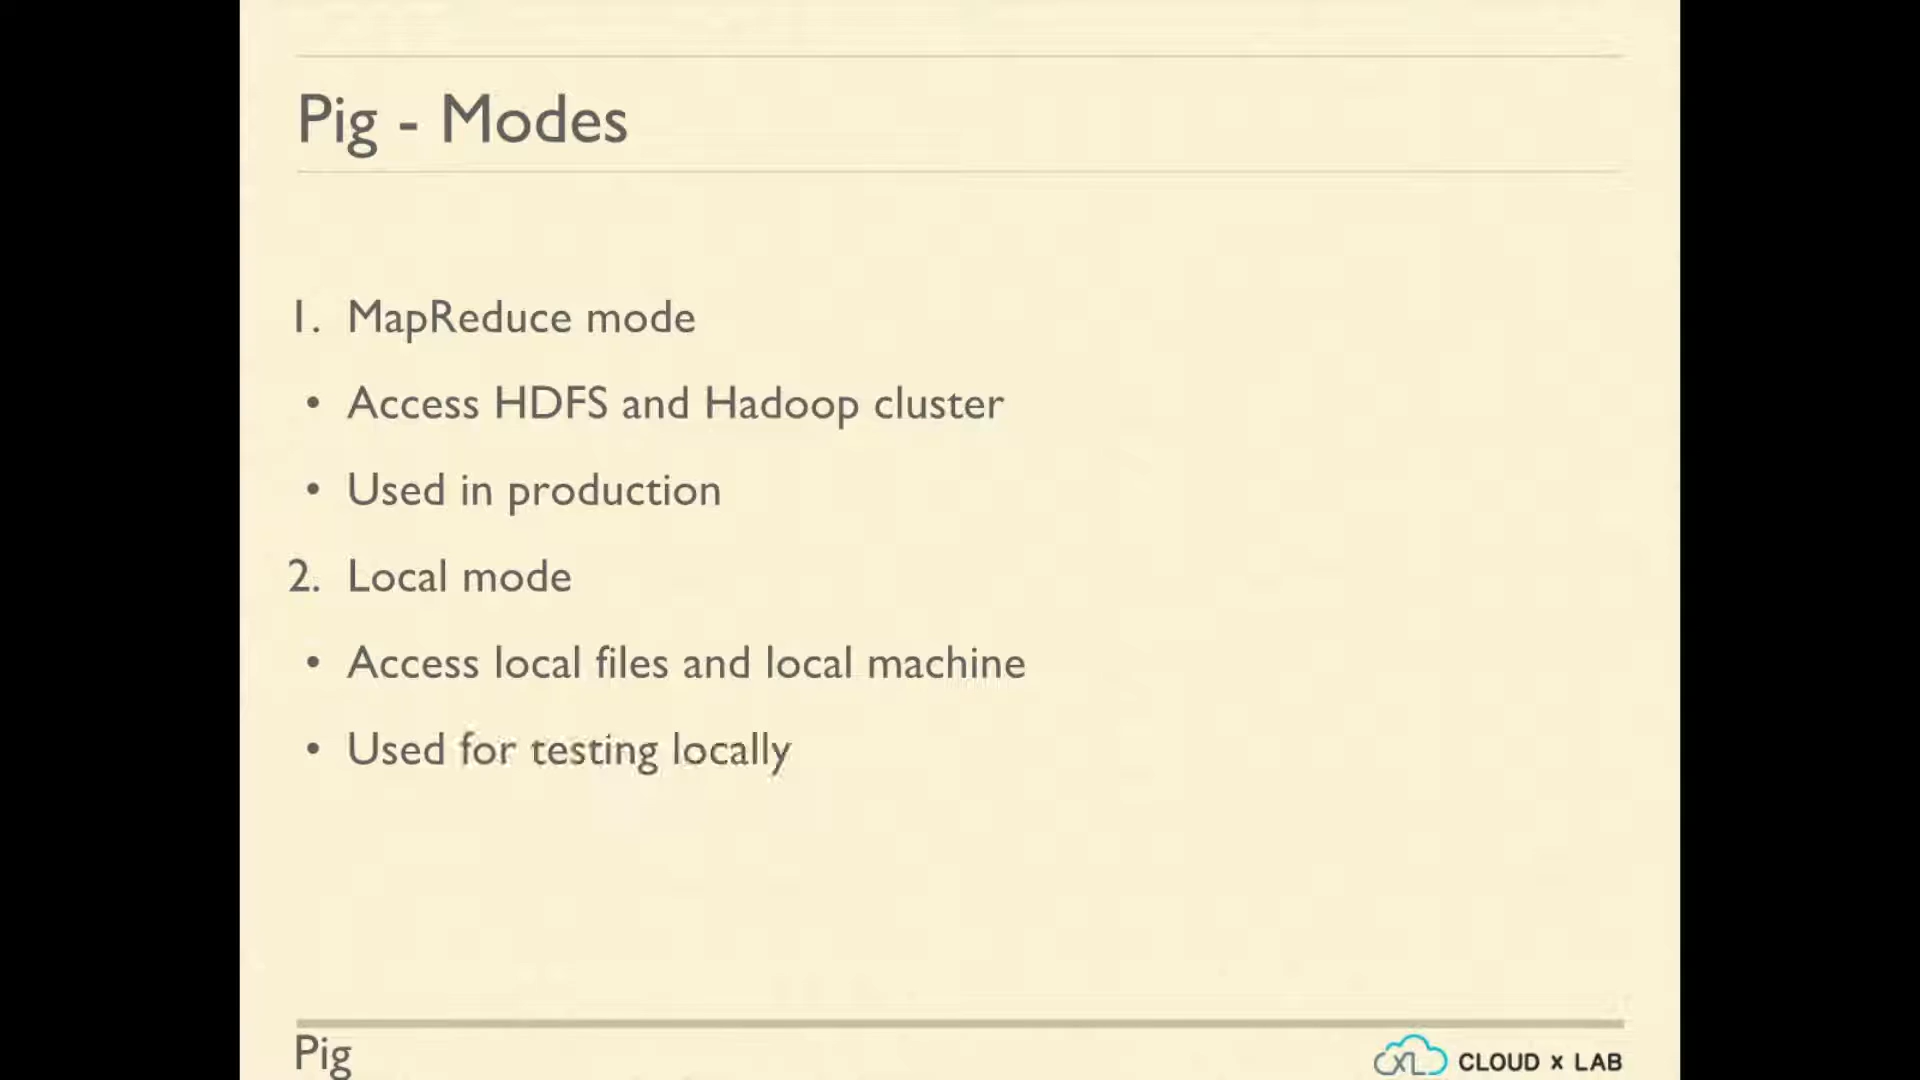 Pig - Modes
1. MapReduce mode
• Access HDFS and Hadoop cluster
• Used in production
2. Local mode
• Access local files and local machine
• Used for testing locally
Pig
CXL CLOUD x LAB